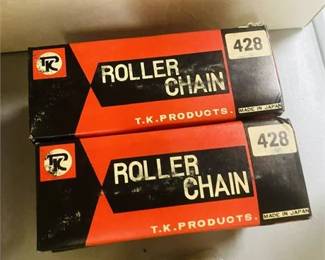 TK
428
ROLLER
CHAIN
T.K.PRODUCTS.
MADE IN JAPAN
TK
428
ROLLER
CHAIN
T.K.PRODUCTS.
MADE IN JAPAN